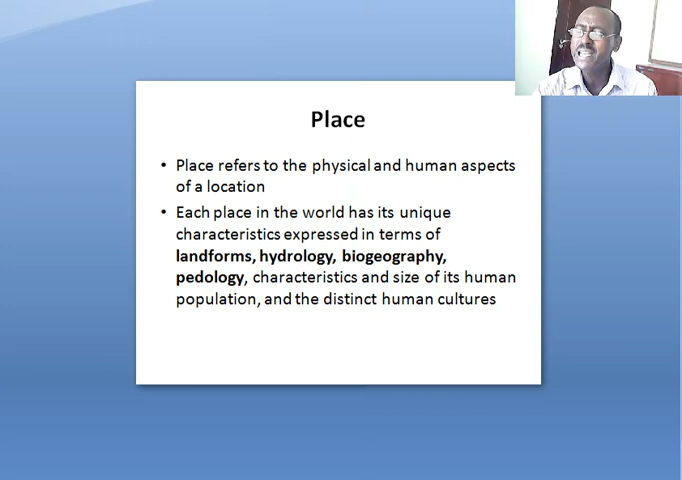 Place
• Place refers to the physical and human aspects
of a location
• Each place in the world has its unique
characteristics expressed in terms of
landforms, hydrology, biogeography,
pedology, characteristics and size of its human
population, and the distinct human cultures